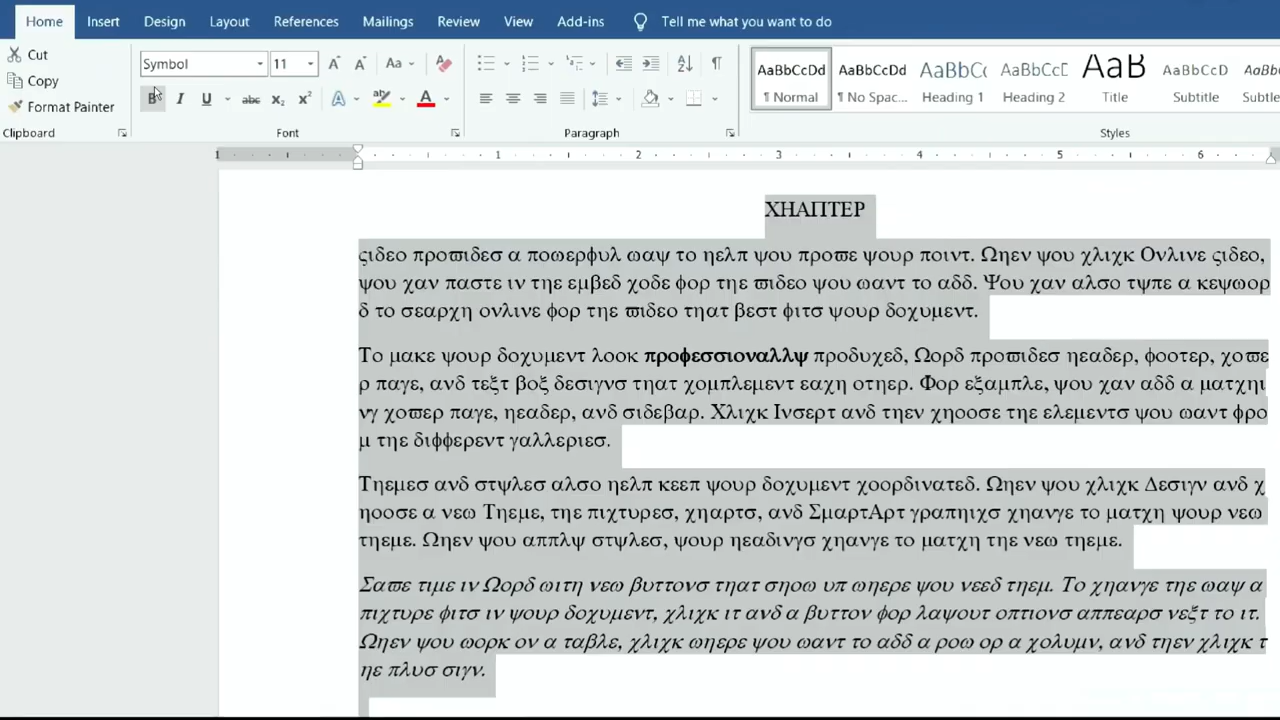 Home Insert Design Layout References Mailings Review View Add-ins Tell me what you want to do
Cut
Copy
Format Painter
Clipboard
Symbol 11
Font
Paragraph
AaBbCcDd AaBbCcDd AaBbC( AaBbCcE AaB AaBbCcD AaBb
¶ Normal ¶ No Spac... Heading 1 Heading 2 Title Subtitle Subtle
Styles
1 1 2 3 4 5 6
ΧΗΑΠΤΕΡ
ςιδεο προϖιδεσ α ποωερφυλ ωαψ το ηελπ ψου προϖε ψουρ ποιντ. Ωηεν ψου χλιχκ Ονλινε ςιδεο,
ψου χαν παστε ιν τηε εμβεδ χοδε φορ τηε ϖιδεο ψου ωαντ το αδδ. Ψου χαν αλσο τψπε α κεψωορ
δ το σεαρχη ονλινε φορ τηε ϖιδεο τηατ βεστ φιτσ ψουρ δοχυμεντ.
Το μακε ψουρ δοχυμεντ λοοκ προφεσσιοναλλψ προδυχεδ, Ωορδ προϖιδεσ ηεαδερ, φοοτερ, χοϖε
ρ παγε, ανδ τεξτ βοξ δεσιγνσ τηατ χομπλεμεντ εαχη οτηερ. Φορ εξαμπλε, ψου χαν αδδ α ματχηι
νγ χοϖερ παγε, ηεαδερ, ανδ σιδεβαρ. Χλιχκ Ινσερτ ανδ τηεν χηοοσε τηε ελεμεντσ ψου ωαντ φρο
μ τηε διφφερεντ γαλλεριεσ.
Τηεμεσ ανδ στψλεσ αλσο ηελπ κεεπ ψουρ δοχυμεντ χοορδινατεδ. Ωηεν ψου χλιχκ Δεσιγν ανδ χ
ηοοσε α νεω Τηεμε, τηε πιχτυρεσ, χηαρτσ, ανδ ΣμαρτΑρτ γραπηιχσ χηανγε το ματχη ψουρ νεω
τηεμε. Ωηεν ψου αππλψ στψλεσ, ψουρ ηεαδινγσ χηανγε το ματχη τηε νεω τηεμε.
Σαϖε τιμε ιν Ωορδ ωιτη νεω βυττονσ τηατ σηοω υπ ωηερε ψου νεεδ τηεμ. Το χηανγε τηε ωαψ α
πιχτυρε φιτσ ιν ψουρ δοχυμεντ, χλιχκ ιτ ανδ α βυττον φορ λαψουτ οπτιονσ αππεαρσ νεξτ το ιτ.
Ωηεν ψου ωορκ ον α ταβλε, χλιχκ ωηερε ψου ωαντ το αδδ α ροω ορ α χολυμν, ανδ τηεν χλιχκ τ
ηε πλυσ σιγν.